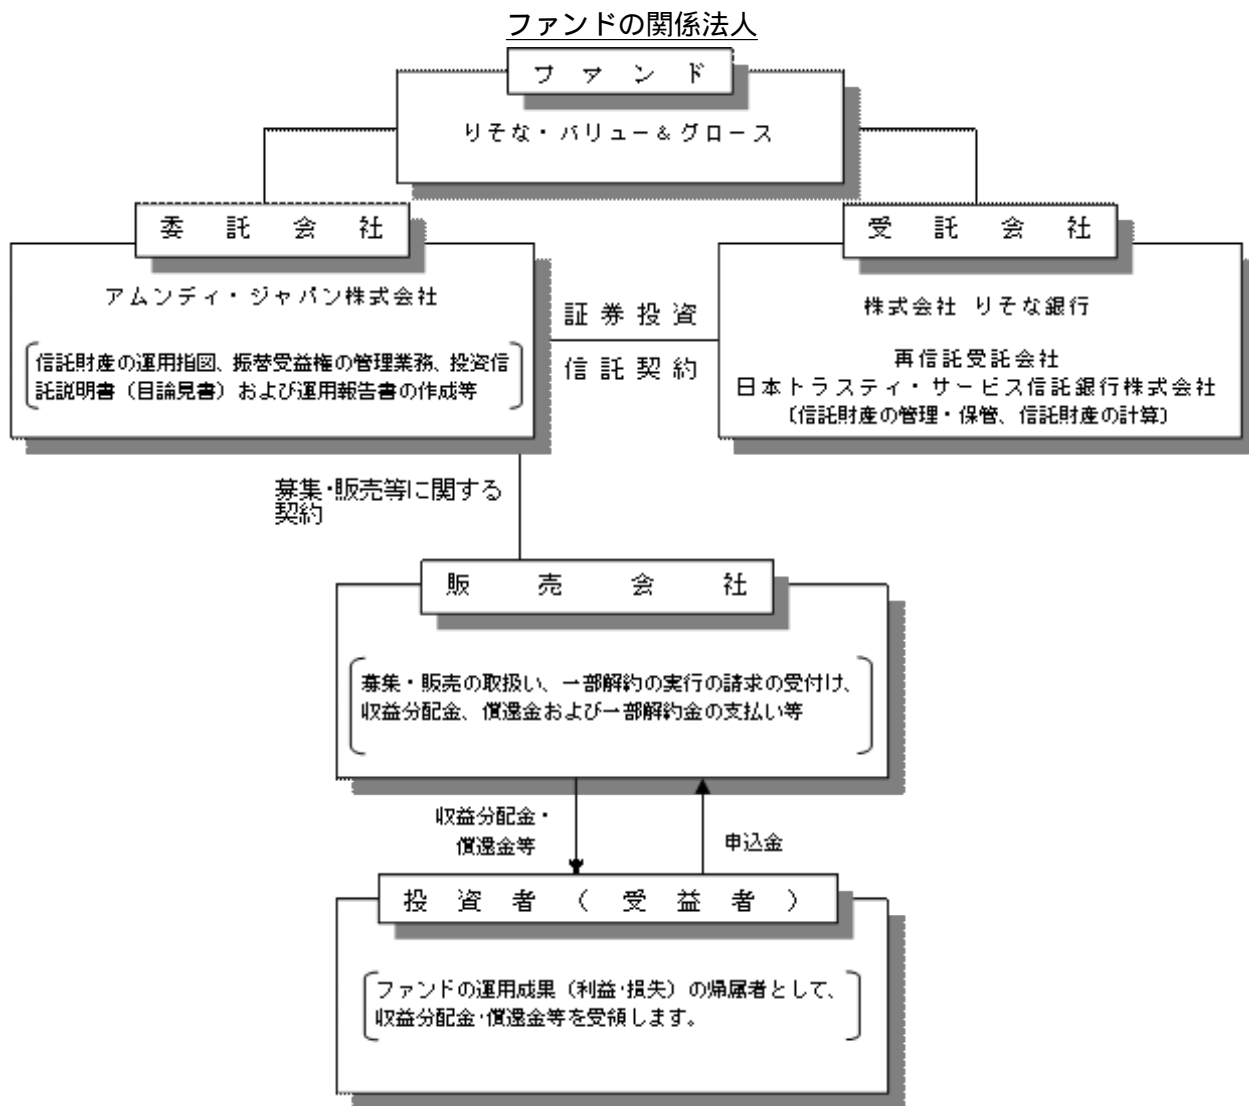 ファンドの関係法人
ファンド
りそな・バリュー＆グロース
委託会社
アムンディ・ジャパン株式会社
信託財産の運用指図、振替受益権の管理業務、投資信
託説明書（目論見書）および運用報告書の作成等
証券投資
信託契約
受託会社
株式会社 りそな銀行
再信託受託会社
日本トラスティ・サービス信託銀行株式会社
〔信託財産の管理・保管、信託財産の計算〕
募集・販売等に関する
契約
販売会社
募集・販売の取扱い、一部解約の実行の請求の受付け、
収益分配金、償還金および一部解約金の支払い等
収益分配金・
償還金等
申込金
投資者（受益者）
ファンドの運用成果（利益・損失）の帰属者として、
収益分配金・償還金等を受領します。